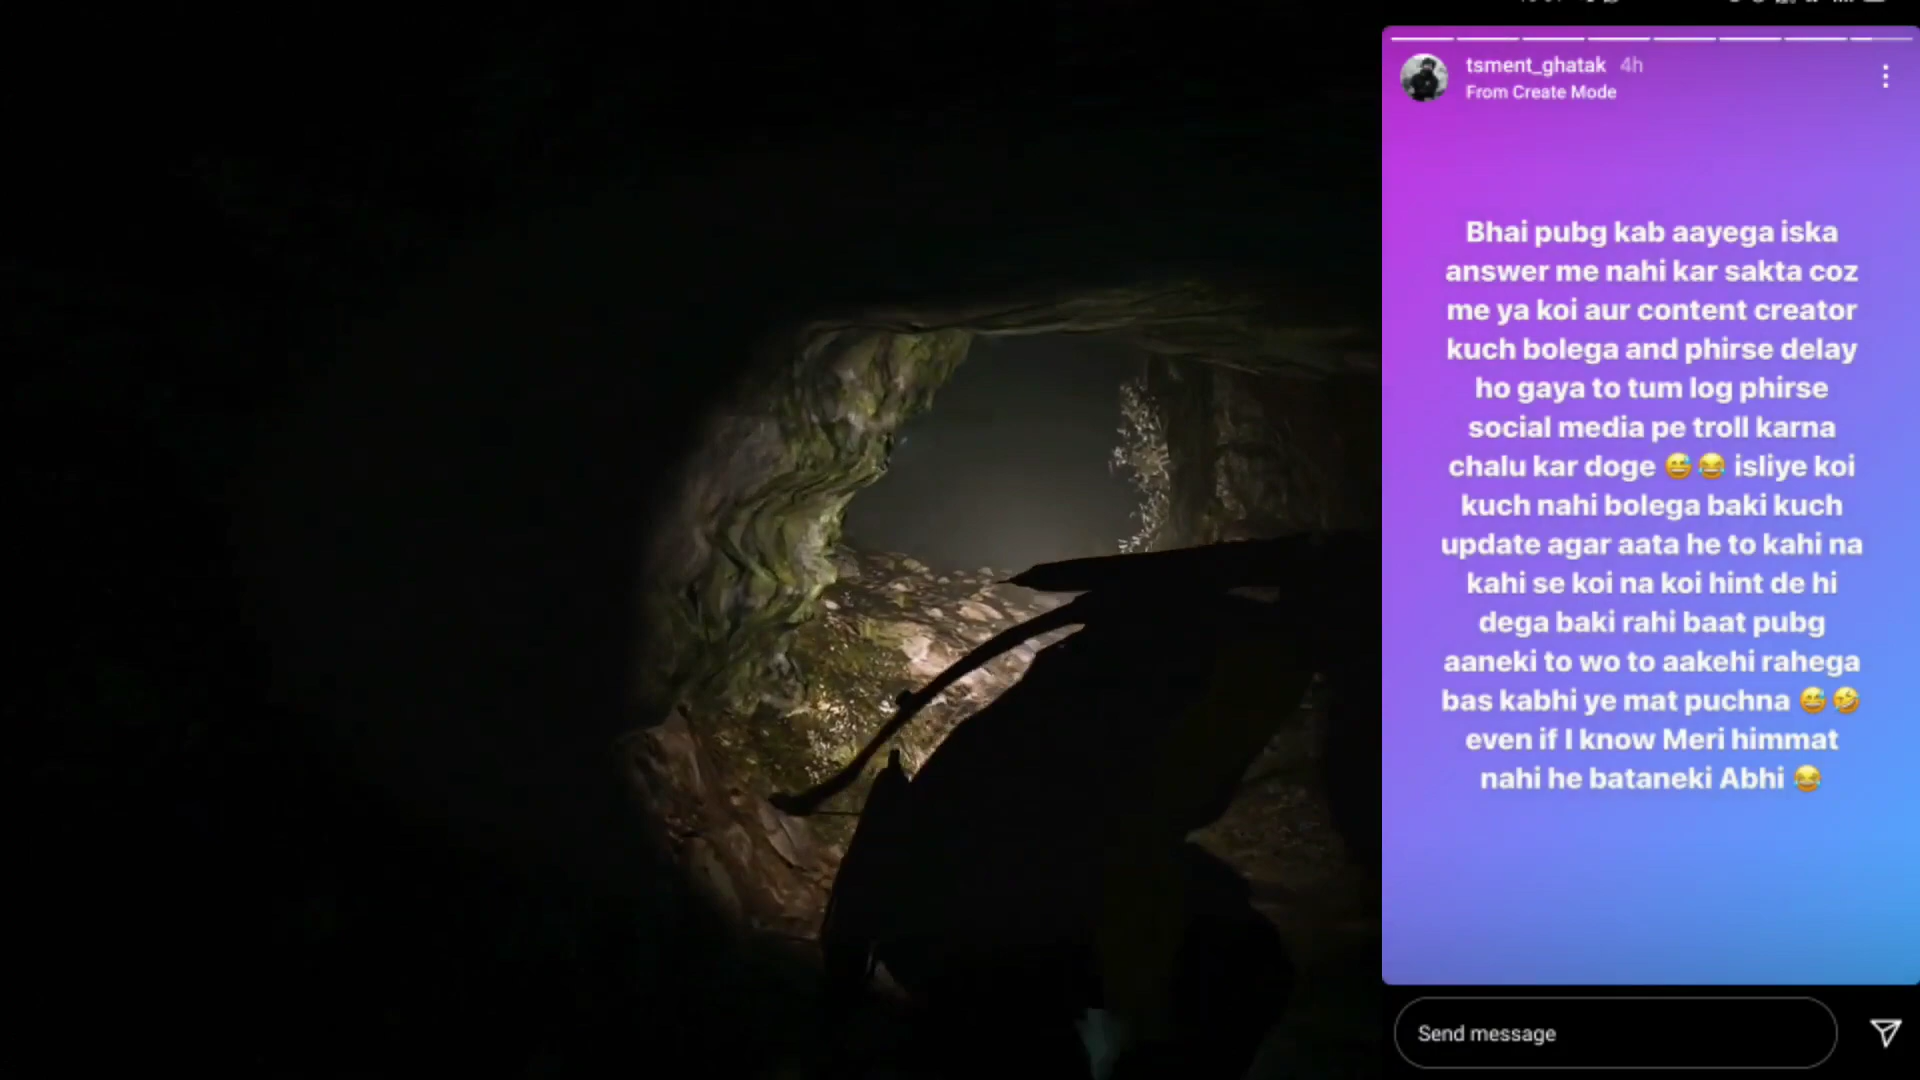 tsment_ghatak 4h
From Create Mode
Bhai pubg kab aayega iska
answer me nahi kar sakta coz
me ya koi aur content creator
kuch bolega and phirse delay
ho gaya to tum log phirse
social media pe troll karna
chalu kar doge 😅😂 isliye koi
kuch nahi bolega baki kuch
update agar aata he to kahi na
kahi se koi na koi hint de hi
dega baki rahi baat pubg
aaneki to wo to aakehi rahega
bas kabhi ye mat puchna 😅🤣
even if I know Meri himmat
nahi he bataneki Abhi 😂
Send message